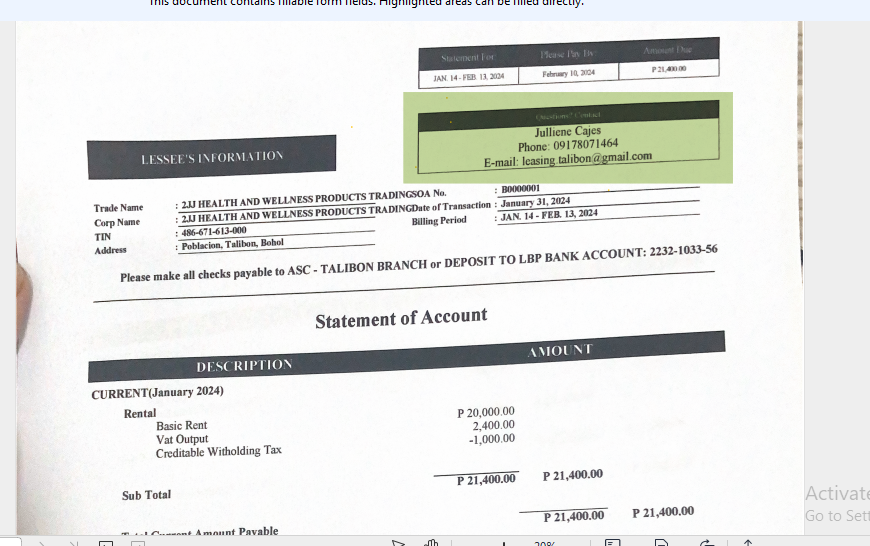 This document contains fillable form fields. Highlighted areas can be filled directly.
Statement For: Please Pay By: Amount Due
JAN. 14 - FEB. 13, 2024 February 10, 2024 P 21,400.00
Questions? Contact
Julliene Cajes
Phone: 09178071464
E-mail: leasing.talibon@gmail.com
LESSEE'S INFORMATION
Trade Name : 2JJ HEALTH AND WELLNESS PRODUCTS TRADING SOA No. : B0000001
Corp Name : 2JJ HEALTH AND WELLNESS PRODUCTS TRADING Date of Transaction : January 31, 2024
TIN : 486-671-613-000 Billing Period : JAN. 14 - FEB. 13, 2024
Address : Poblacion, Talibon, Bohol
Please make all checks payable to ASC - TALIBON BRANCH or DEPOSIT TO LBP BANK ACCOUNT: 2232-1033-56
Statement of Account
DESCRIPTION AMOUNT
CURRENT(January 2024)
Rental
Basic Rent P 20,000.00
Vat Output 2,400.00
Creditable Witholding Tax -1,000.00
P 21,400.00 P 21,400.00
Sub Total
P 21,400.00 P 21,400.00
Total Current Amount Payable
Activate
Go to Sett
20%